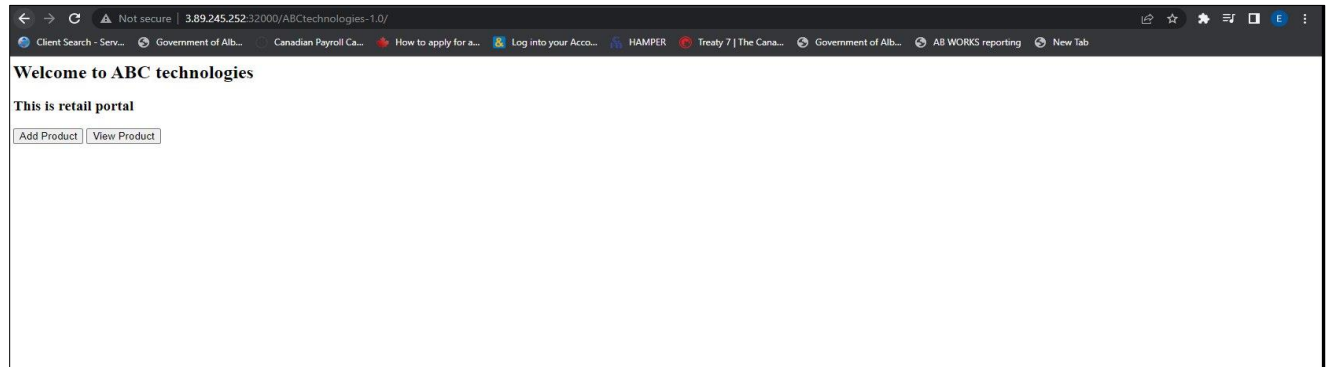 Not secure | 3.89.245.252:32000/ABCtechnologies-1.0/
E
Client Search - Serv... Government of Alb... Canadian Payroll Ca... How to apply for a... & Log into your Acco... HAMPER Treaty 7 | The Cana... Government of Alb... AB WORKS reporting New Tab
Welcome to ABC technologies
This is retail portal
Add Product View Product